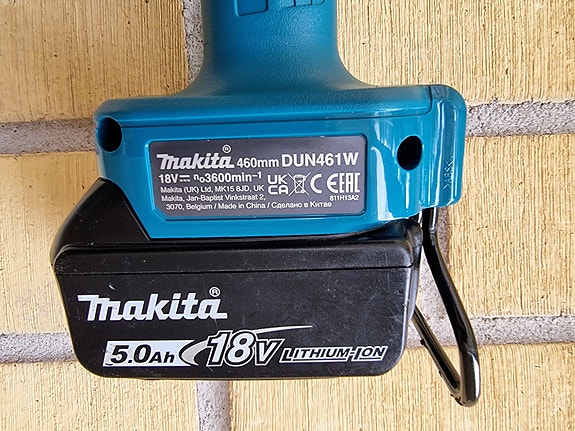 makita® 460mm DUN461W
18V⎓ n₀3600min⁻¹
Makita (UK) Ltd, MK15 8JD, UK
Makita, Jan-Baptist Vinkstraat 2,
3070, Belgium / Made in China / Сделано в Китае
UK CA CE EAC
811H13A2
makita®
5.0Ah 18V LITHIUM-ION